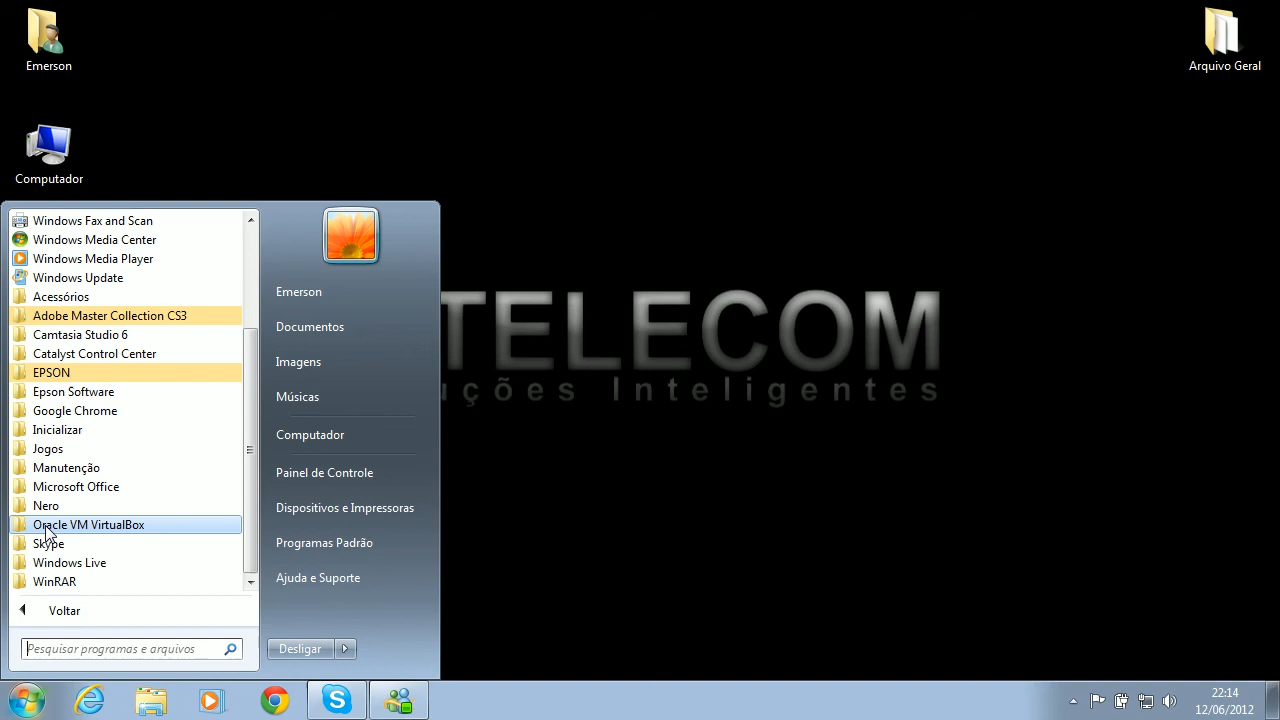 Emerson
Arquivo Geral
Computador
Windows Fax and Scan
Windows Media Center
Windows Media Player
Windows Update
Acessórios
Adobe Master Collection CS3
Camtasia Studio 6
Catalyst Control Center
EPSON
Epson Software
Google Chrome
Inicializar
Jogos
Manutenção
Microsoft Office
Nero
Oracle VM VirtualBox
Skype
Windows Live
WinRAR
Voltar
Pesquisar programas e arquivos
Emerson
Documentos
Imagens
Músicas
Computador
Painel de Controle
Dispositivos e Impressoras
Programas Padrão
Ajuda e Suporte
Desligar
TELECOM
uções Inteligentes
22:14
12/06/2012